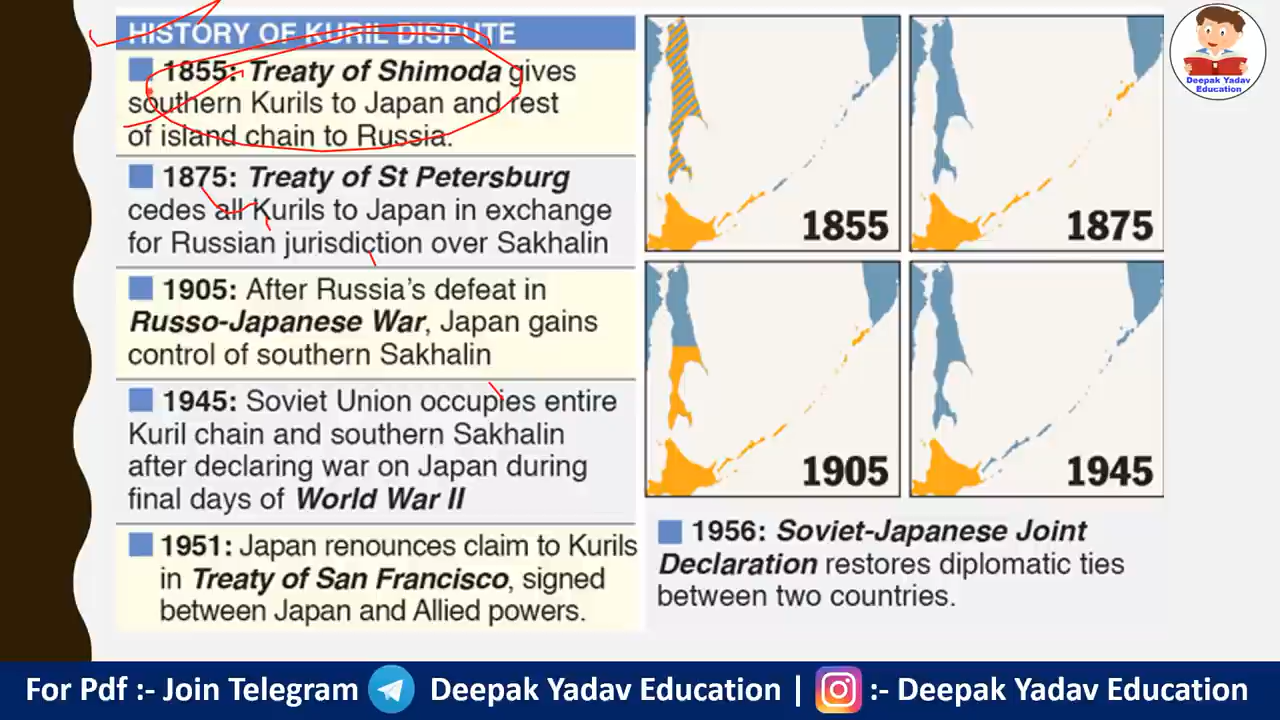 HISTORY OF KURIL DISPUTE
1855: Treaty of Shimoda gives
southern Kurils to Japan and rest
of island chain to Russia.
1875: Treaty of St Petersburg
cedes all Kurils to Japan in exchange
for Russian jurisdiction over Sakhalin
1905: After Russia's defeat in
Russo-Japanese War, Japan gains
control of southern Sakhalin
1945: Soviet Union occupies entire
Kuril chain and southern Sakhalin
after declaring war on Japan during
final days of World War II
1951: Japan renounces claim to Kurils
in Treaty of San Francisco, signed
between Japan and Allied powers.
1855
1875
1905
1945
1956: Soviet-Japanese Joint
Declaration restores diplomatic ties
between two countries.
Deepak Yadav
Education
For Pdf :- Join Telegram Deepak Yadav Education | :- Deepak Yadav Education